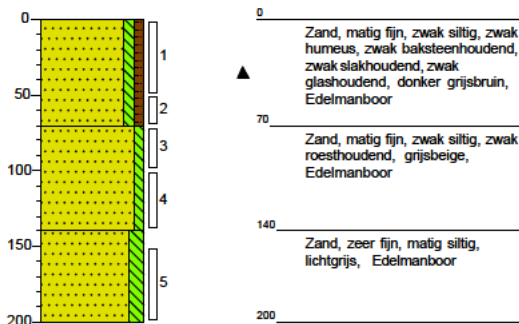 0
50
100
150
200
1
2
3
4
5
0
Zand, matig fijn, zwak siltig, zwak
humeus, zwak baksteenhoudend,
zwak slakhoudend, zwak
glashoudend, donker grijsbruin,
Edelmanboor
70
Zand, matig fijn, zwak siltig, zwak
roesthoudend, grijsbeige,
Edelmanboor
140
Zand, zeer fijn, matig siltig,
lichtgrijs, Edelmanboor
200